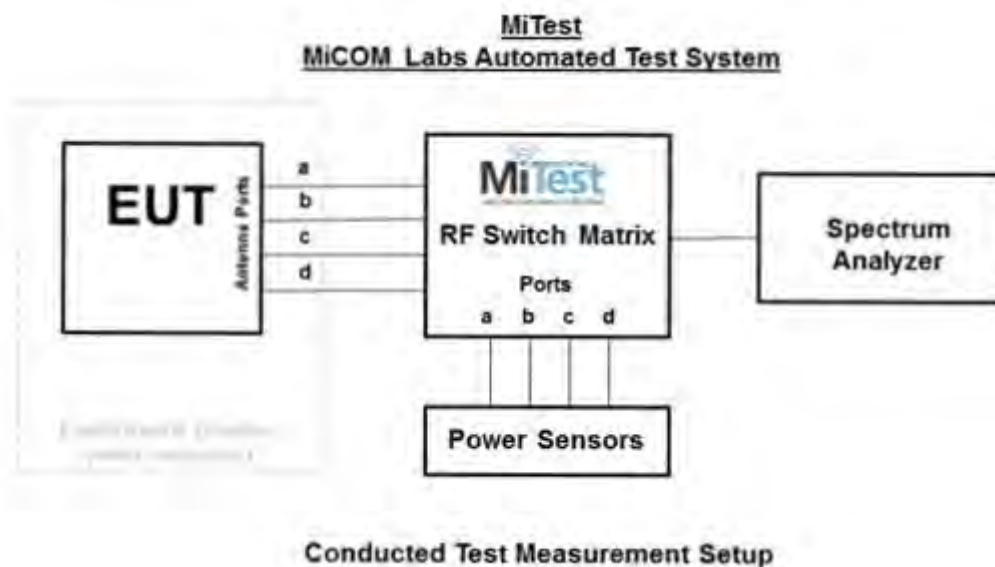 MiTest
MiCOM Labs Automated Test System
EUT
Antenna Ports
a
b
c
d
MiTest
RF Switch Matrix
Ports
a b c d
Spectrum
Analyzer
Power Sensors
Conducted Test Measurement Setup